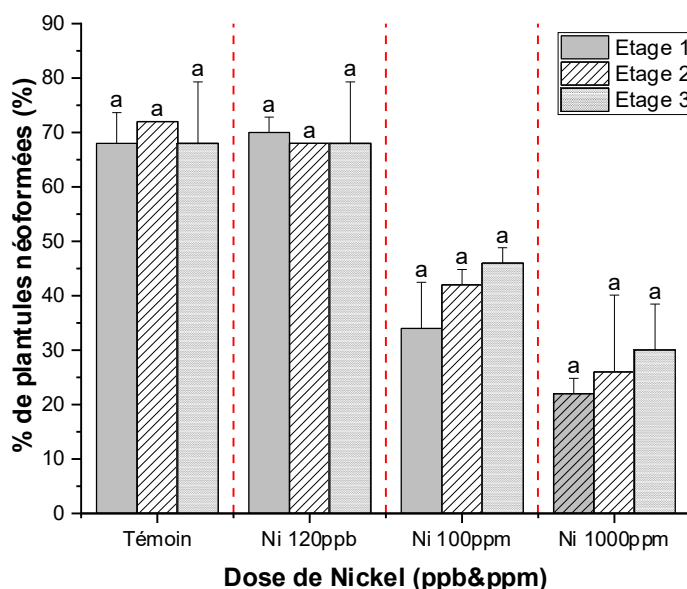 % de plantules néoformées (%)
90
80
70
60
50
40
30
20
10
0
Etage 1
Etage 2
Etage 3
a a a a a a a a a a a a
Témoin Ni 120ppb Ni 100ppm Ni 1000ppm
Dose de Nickel (ppb&ppm)